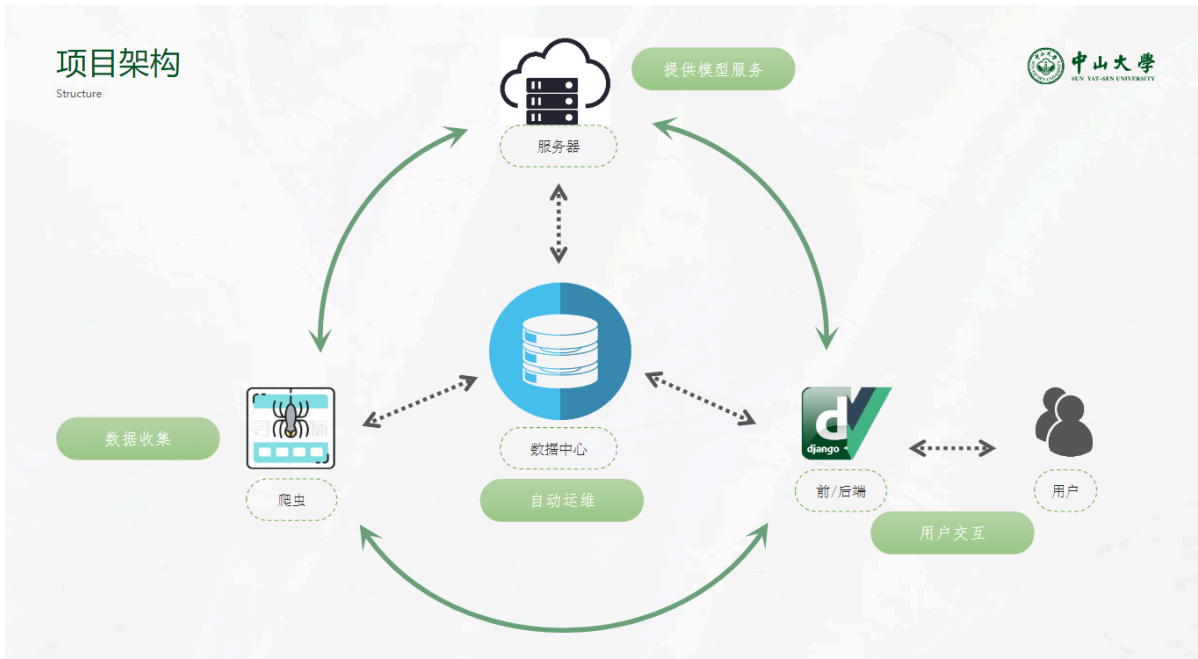 项目架构
Structure
提供模型服务
中山大學
SUN YAT-SEN UNIVERSITY
服务器
数据收集
爬虫
数据中心
自动运维
django
前/后端
用户
用户交互